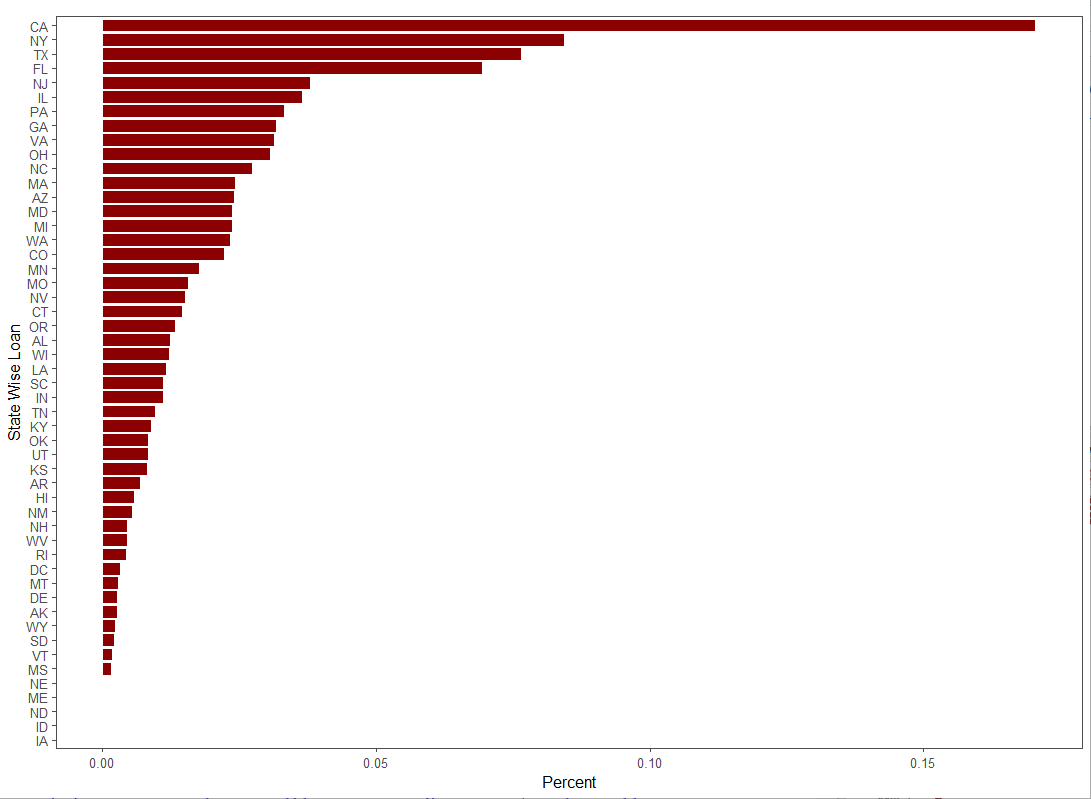 CA
NY
TX
FL
NJ
IL
PA
GA
VA
OH
NC
MA
AZ
MD
MI
WA
CO
MN
MO
NV
CT
OR
AL
WI
LA
SC
IN
TN
KY
OK
UT
KS
AR
HI
NM
NH
WV
RI
DC
MT
DE
AK
WY
SD
VT
MS
NE
ME
ND
ID
IA
State Wise Loan
0.00 0.05 0.10 0.15
Percent